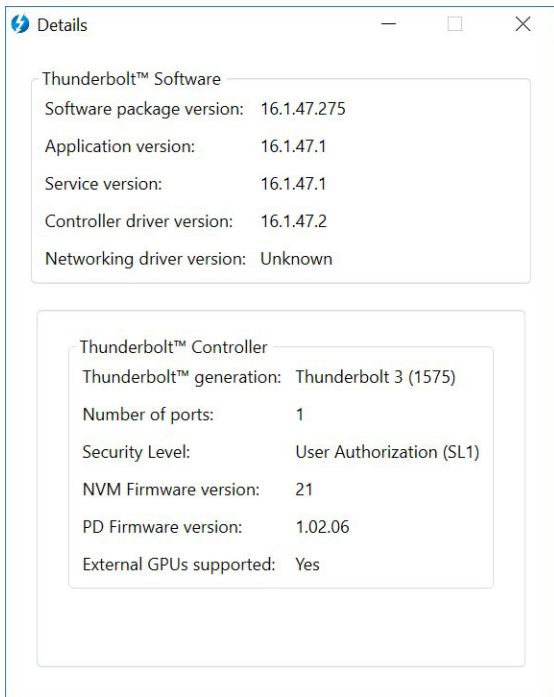 Details
Thunderbolt™ Software
Software package version: 16.1.47.275
Application version: 16.1.47.1
Service version: 16.1.47.1
Controller driver version: 16.1.47.2
Networking driver version: Unknown
Thunderbolt™ Controller
Thunderbolt™ generation: Thunderbolt 3 (1575)
Number of ports: 1
Security Level: User Authorization (SL1)
NVM Firmware version: 21
PD Firmware version: 1.02.06
External GPUs supported: Yes